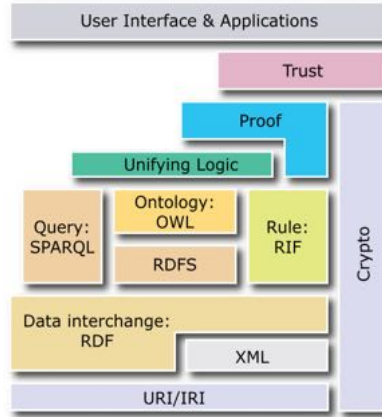 User Interface & Applications
Trust
Proof
Unifying Logic
Query:
SPARQL
Ontology:
OWL
RDFS
Rule:
RIF
Crypto
Data interchange:
RDF
XML
URI/IRI